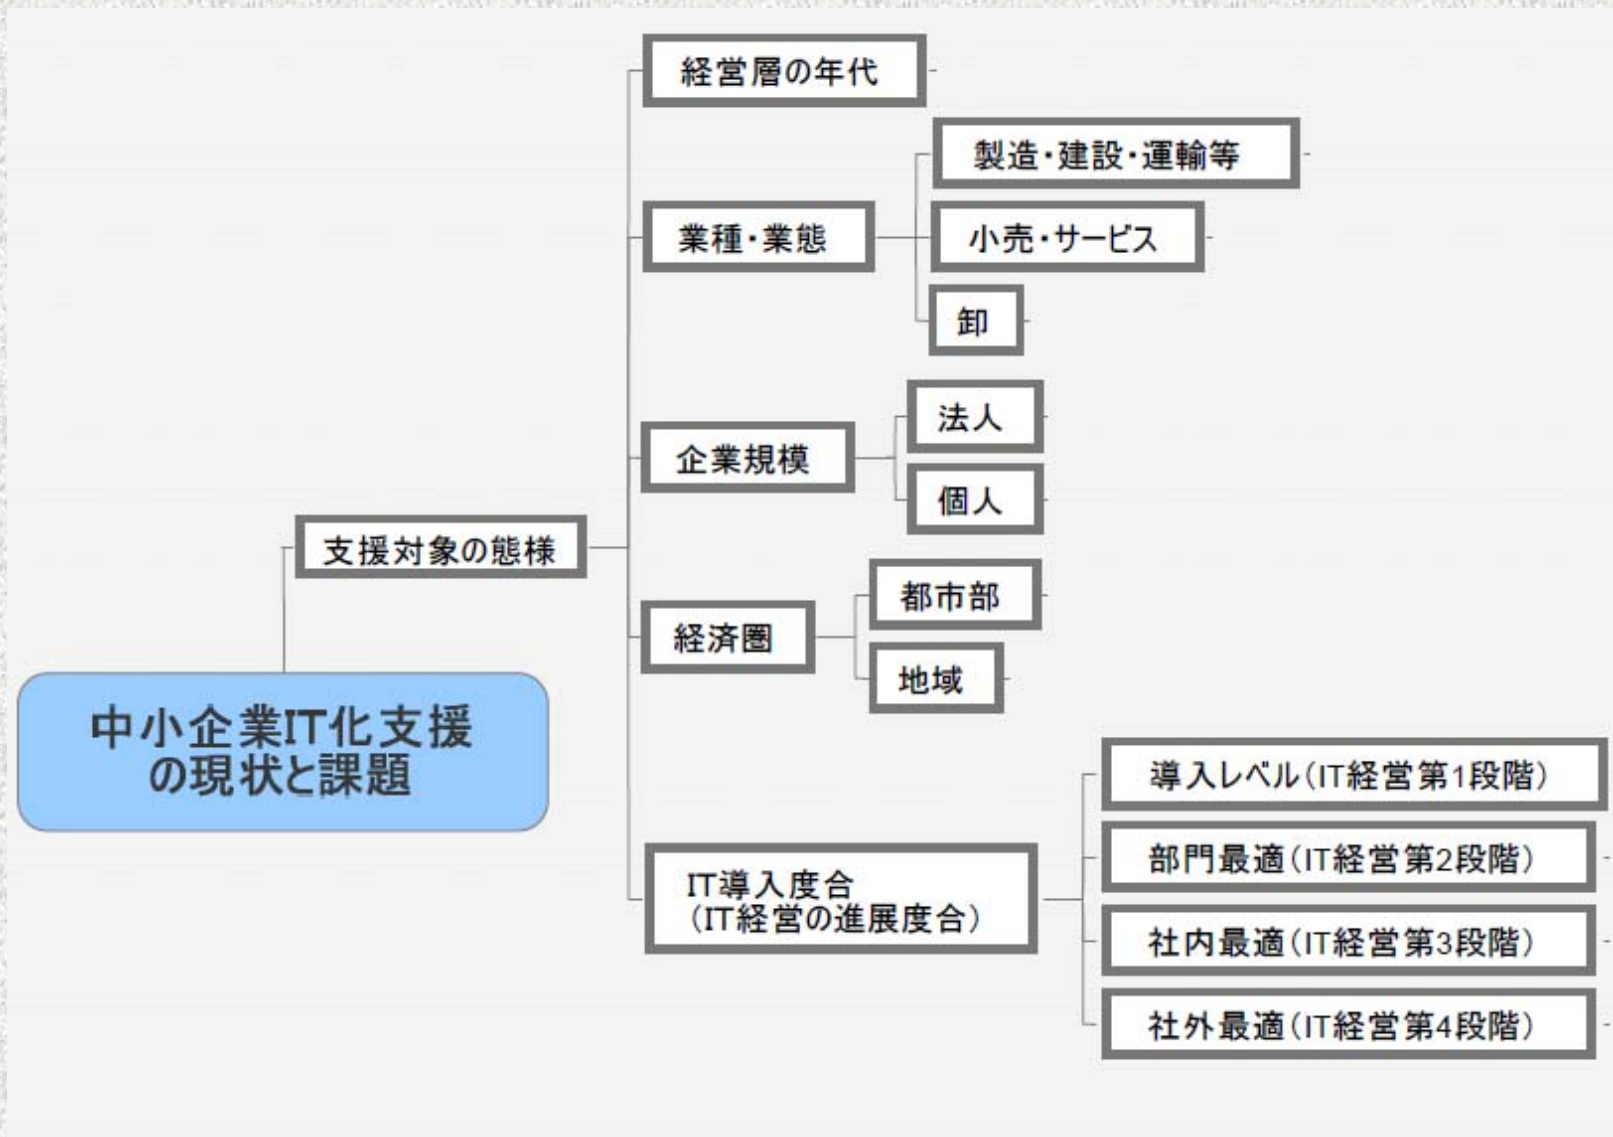 経営層の年代
製造・建設・運輸等
業種・業態
小売・サービス
卸
法人
企業規模
個人
支援対象の態様
都市部
経済圏
地域
中小企業IT化支援
の現状と課題
導入レベル(IT経営第1段階)
部門最適(IT経営第2段階)
IT導入度合
(IT経営の進展度合)
社内最適(IT経営第3段階)
社外最適(IT経営第4段階)